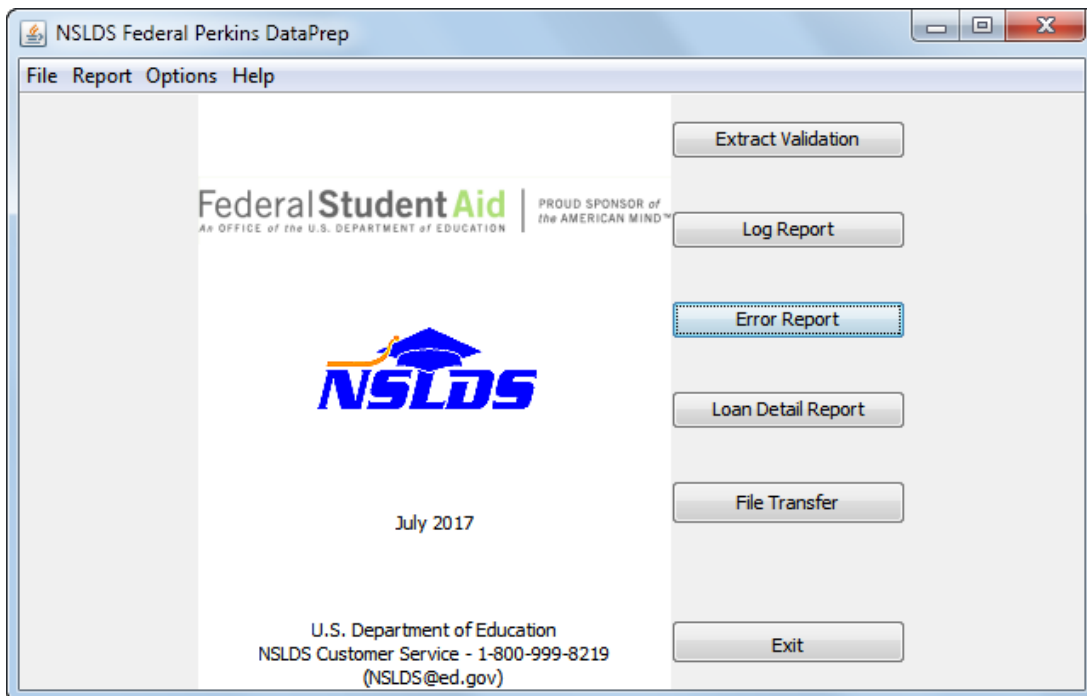 NSLDS Federal Perkins DataPrep
File Report Options Help
Extract Validation
Federal Student Aid
An OFFICE of the U.S. DEPARTMENT of EDUCATION
PROUD SPONSOR of
the AMERICAN MIND™
Log Report
Error Report
NSLDS
Loan Detail Report
File Transfer
July 2017
U.S. Department of Education
NSLDS Customer Service - 1-800-999-8219
(NSLDS@ed.gov)
Exit